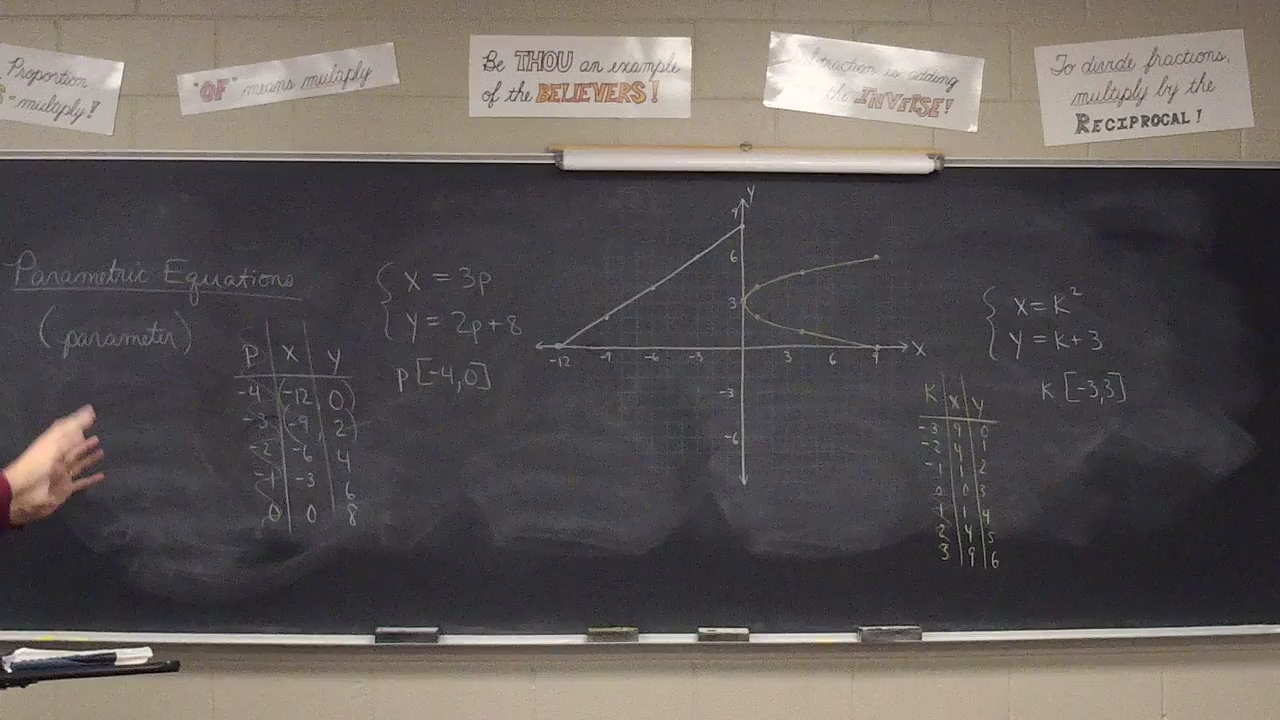 Proportion
"multiply!
"OF" means multiply
Be THOU an example
of the BELIEVERS!
is adding
the INVERSE!
To divide fractions,
multiply by the
RECIPROCAL!
Parametric Equations
(parameter)
P X Y
-4 (-12 0)
-3 (-9, 2)
-2 -6 4
-1 -3 6
0 0 8
{ X = 3p
{ Y = 2p+8
p [-4,0]
Y
6
3
-12 -9 -6 -3 3 6 9 X
-3
-6
{ X = K²
{ Y = K+3
K [-3,3]
K X Y
-3 9 0
-2 4 1
-1 1 2
0 0 3
1 1 4
2 4 5
3 9 6